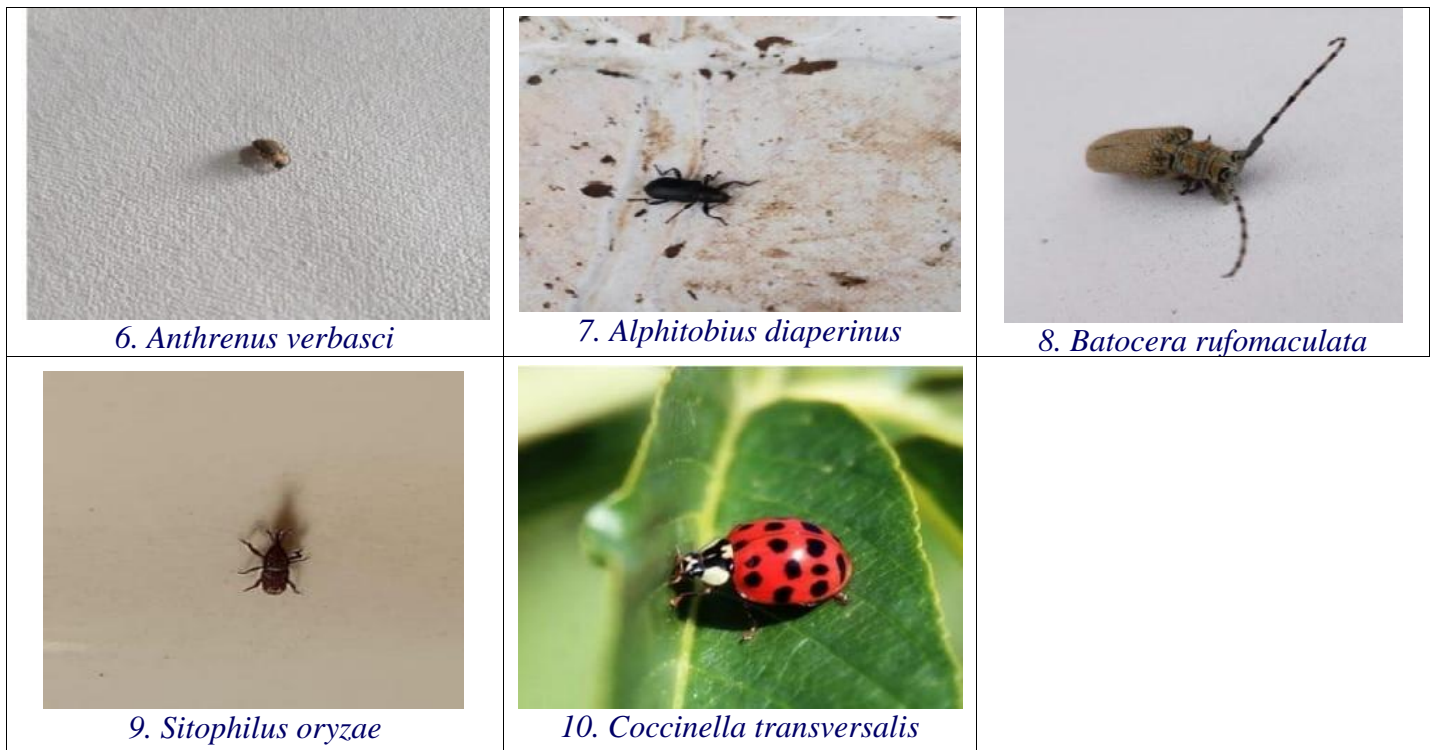 6. Anthrenus verbasci
7. Alphitobius diaperinus
8. Batocera rufomaculata
9. Sitophilus oryzae
10. Coccinella transversalis